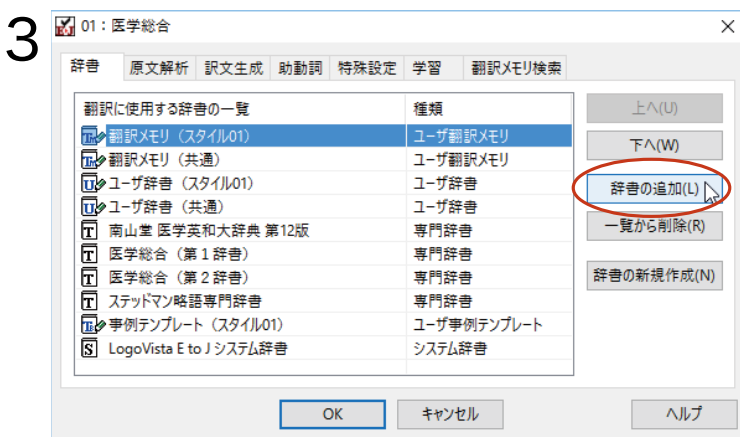 3
01：医学総合
辞書 原文解析 訳文生成 助動詞 特殊設定 学習 翻訳メモリ検索
翻訳に使用する辞書の一覧 種類
翻訳メモリ（スタイル01） ユーザ翻訳メモリ
翻訳メモリ（共通） ユーザ翻訳メモリ
ユーザ辞書（スタイル01） ユーザ辞書
ユーザ辞書（共通） ユーザ辞書
南山堂 医学英和大辞典 第12版 専門辞書
医学総合（第１辞書） 専門辞書
医学総合（第２辞書） 専門辞書
ステッドマン略語専門辞書 専門辞書
事例テンプレート（スタイル01） ユーザ事例テンプレート
LogoVista E to J システム辞書 システム辞書
上へ(U)
下へ(W)
辞書の追加(L)
一覧から削除(R)
辞書の新規作成(N)
OK キャンセル ヘルプ